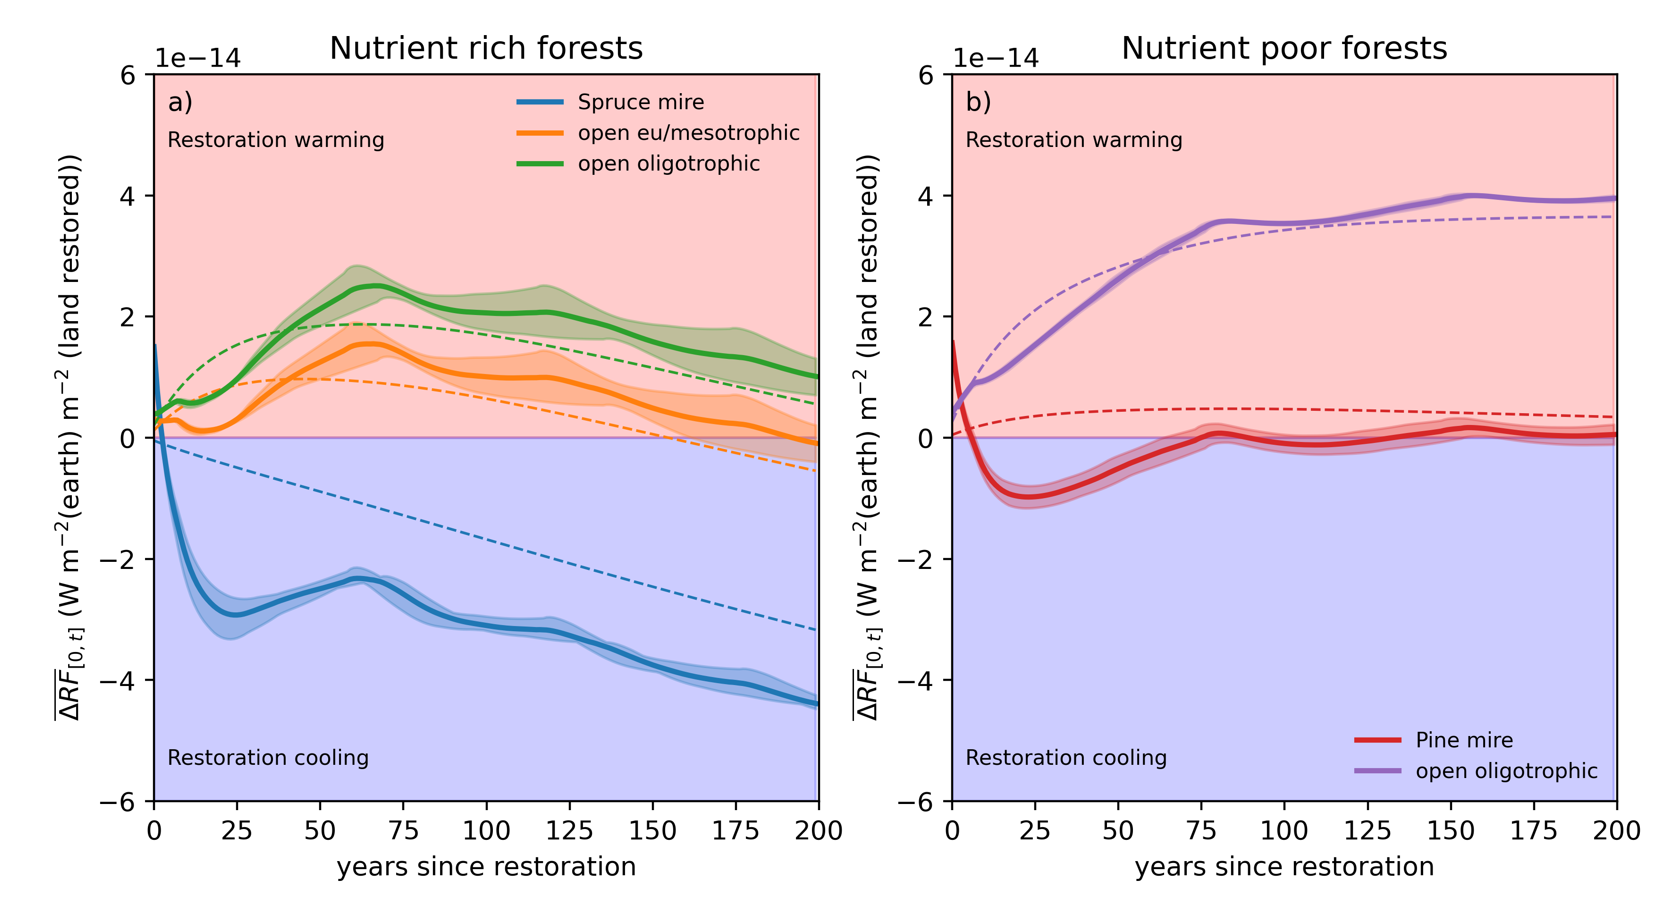 Nutrient rich forests
1e−14
a)
Restoration warming
Spruce mire
open eu/mesotrophic
open oligotrophic
Restoration cooling
6
4
2
0
−2
−4
−6
0 25 50 75 100 125 150 175 200
years since restoration
ΔRF[0, t] (W m−2(earth) m−2 (land restored))
Nutrient poor forests
1e−14
b)
Restoration warming
Restoration cooling
Pine mire
open oligotrophic
6
4
2
0
−2
−4
−6
0 25 50 75 100 125 150 175 200
years since restoration
ΔRF[0, t] (W m−2(earth) m−2 (land restored))